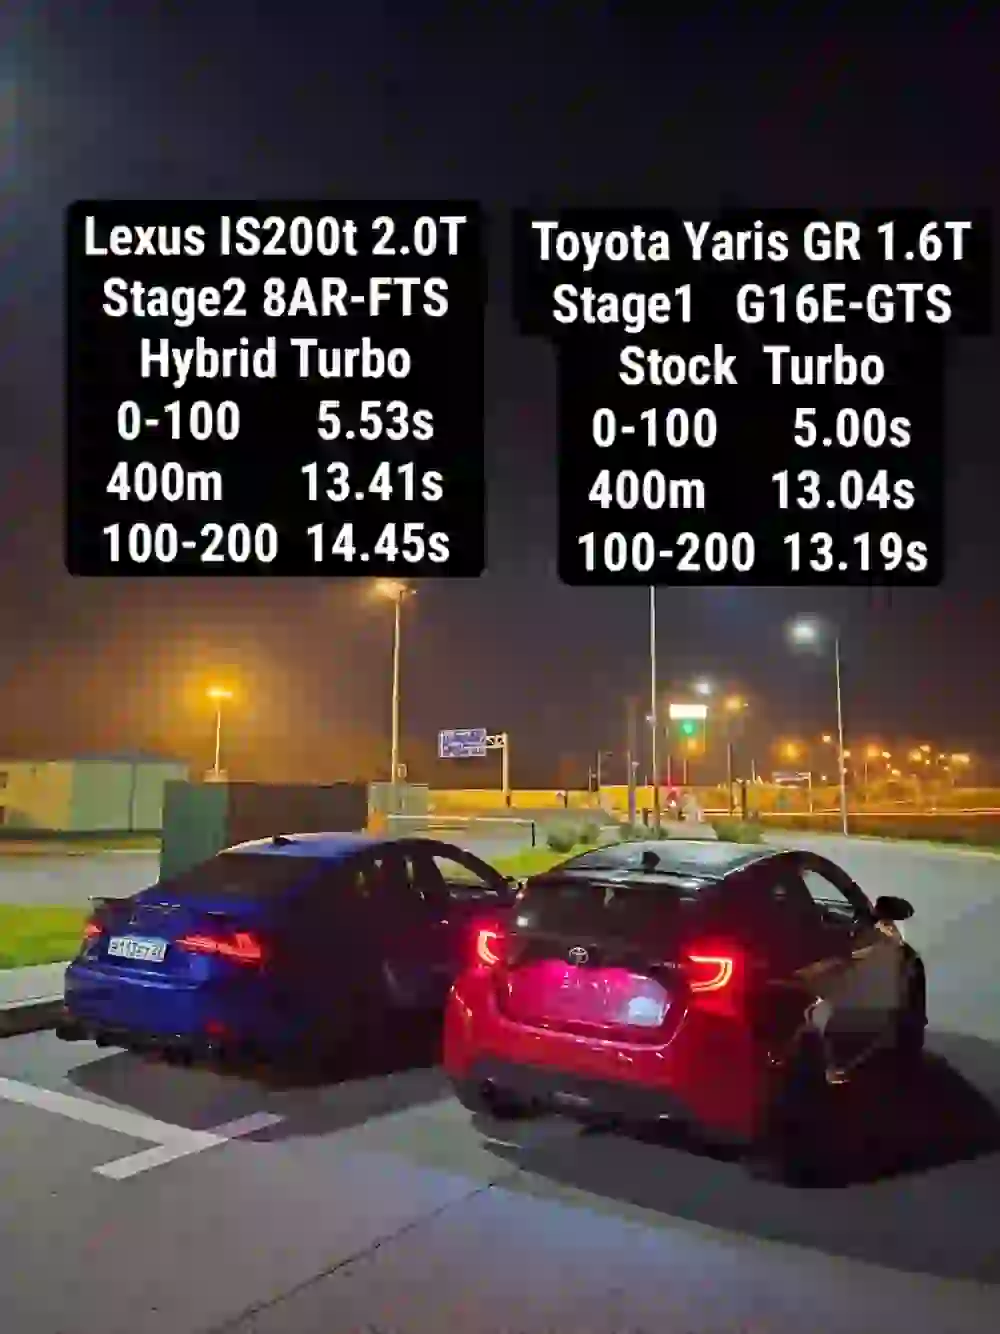 Lexus IS200t 2.0T
Stage2 8AR-FTS
Hybrid Turbo
0-100 5.53s
400m 13.41s
100-200 14.45s
Toyota Yaris GR 1.6T
Stage1 G16E-GTS
Stock Turbo
0-100 5.00s
400m 13.04s
100-200 13.19s